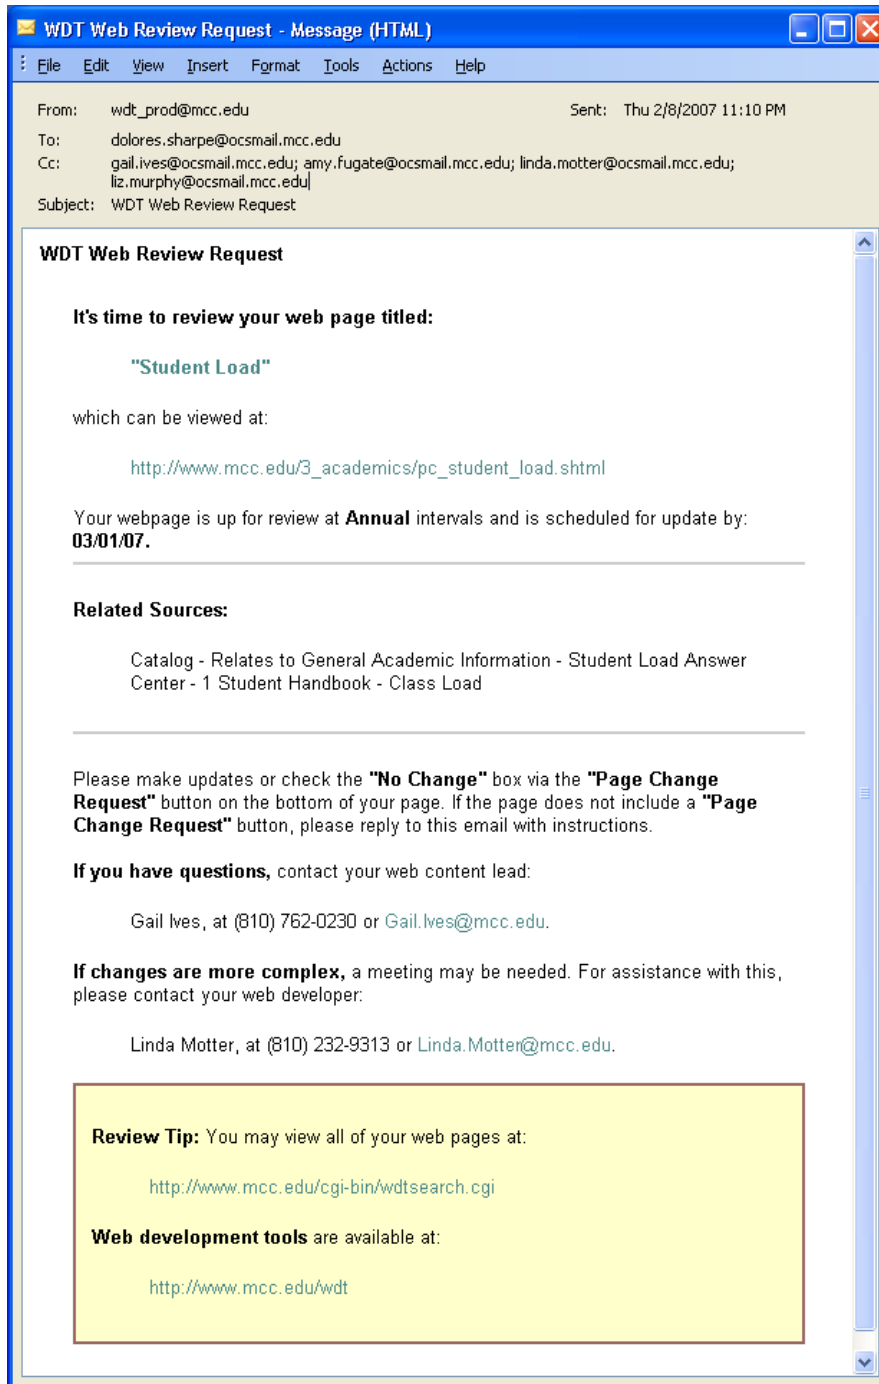 WDT Web Review Request - Message (HTML)
File Edit View Insert Format Tools Actions Help
From: wdt_prod@mcc.edu Sent: Thu 2/8/2007 11:10 PM
To: dolores.sharpe@ocsmail.mcc.edu
Cc: gail.ives@ocsmail.mcc.edu; amy.fugate@ocsmail.mcc.edu; linda.motter@ocsmail.mcc.edu;
liz.murphy@ocsmail.mcc.edu
Subject: WDT Web Review Request
WDT Web Review Request
It's time to review your web page titled:
"Student Load"
which can be viewed at:
http://www.mcc.edu/3_academics/pc_student_load.shtml
Your webpage is up for review at Annual intervals and is scheduled for update by:
03/01/07.
Related Sources:
Catalog - Relates to General Academic Information - Student Load Answer
Center - 1 Student Handbook - Class Load
Please make updates or check the "No Change" box via the "Page Change
Request" button on the bottom of your page. If the page does not include a "Page
Change Request" button, please reply to this email with instructions.
If you have questions, contact your web content lead:
Gail Ives, at (810) 762-0230 or Gail.Ives@mcc.edu.
If changes are more complex, a meeting may be needed. For assistance with this,
please contact your web developer:
Linda Motter, at (810) 232-9313 or Linda.Motter@mcc.edu.
Review Tip: You may view all of your web pages at:
http://www.mcc.edu/cgi-bin/wdtsearch.cgi
Web development tools are available at:
http://www.mcc.edu/wdt